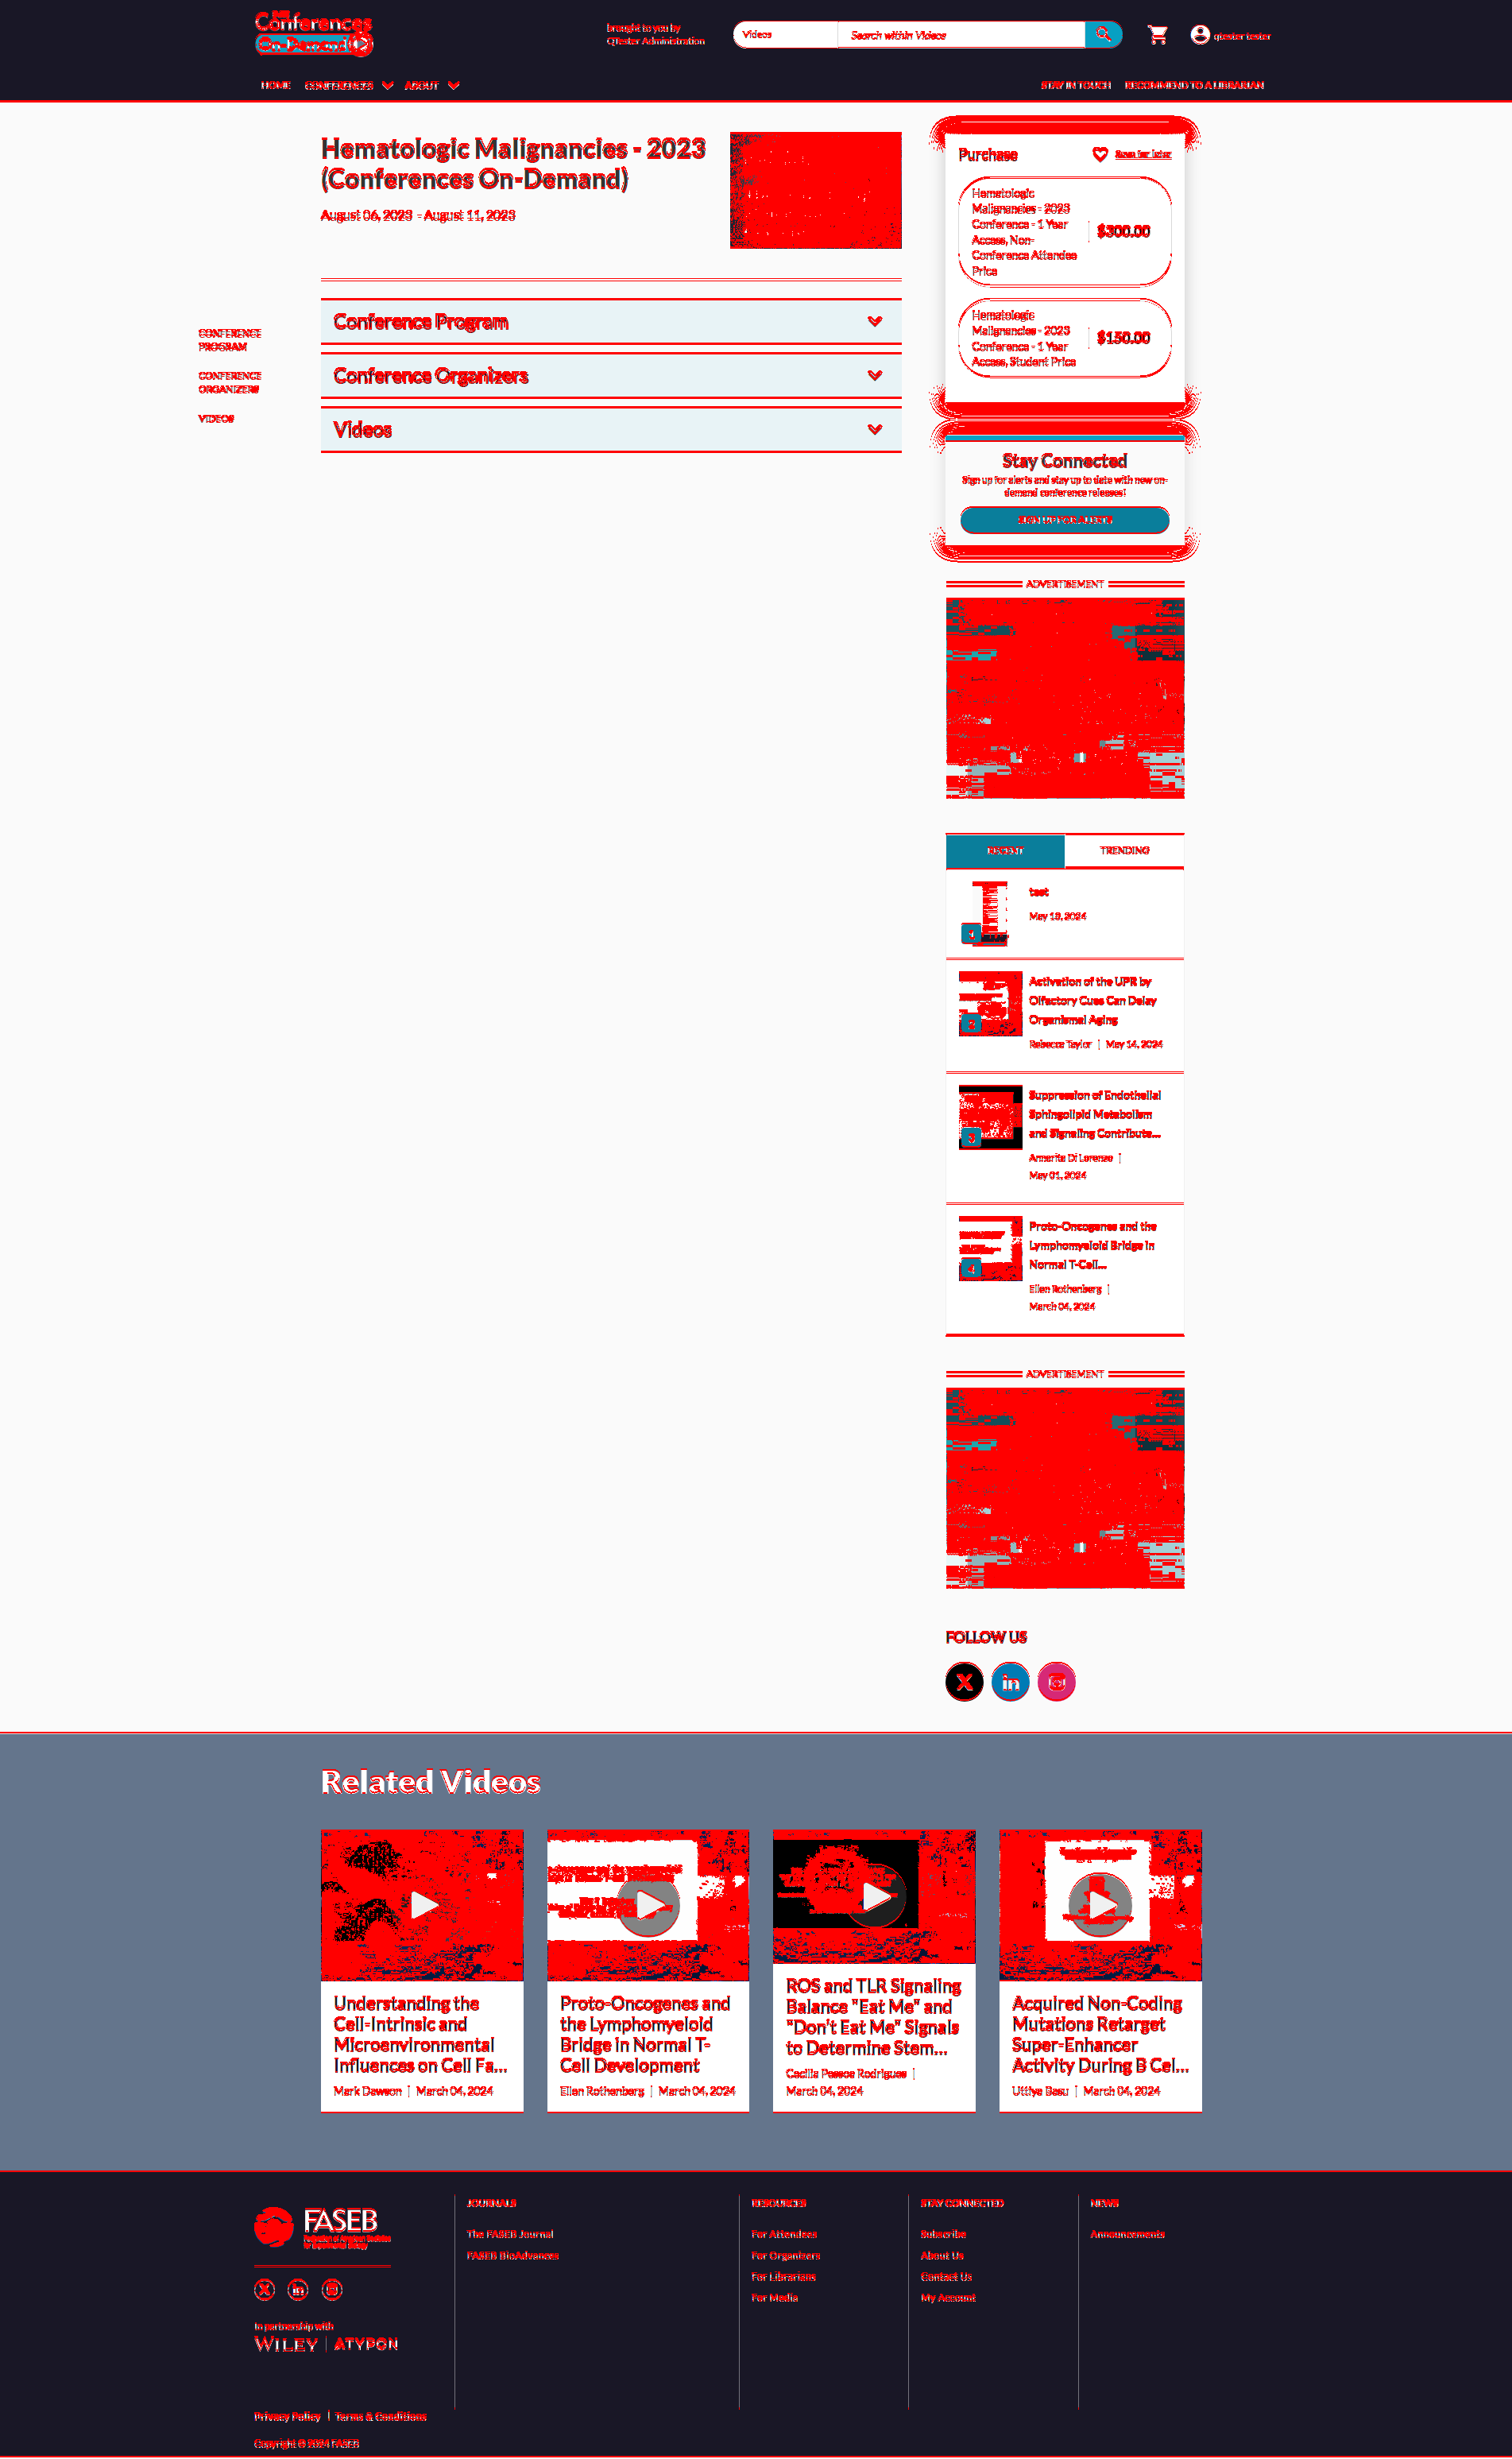 Conferences
On-Demand
brought to you by
QTester Administration
Videos
Search within Videos
qtester tester
HOME
CONFERENCES
ABOUT
STAY IN TOUCH
RECOMMEND TO A LIBRARIAN
Hematologic Malignancies - 2023
(Conferences On-Demand)
August 06, 2023 - August 11, 2023
CONFERENCE
PROGRAM
CONFERENCE
ORGANIZERS
VIDEOS
Conference Program
Conference Organizers
Videos
Purchase
Save for later
Hematologic
Malignancies - 2023
Conference - 1 Year
Access, Non-
Conference Attendee
Price
$300.00
Hematologic
Malignancies - 2023
Conference - 1 Year
Access, Student Price
$150.00
Stay Connected
Sign up for alerts and stay up to date with new on-
demand conference releases!
SIGN UP FOR ALERTS
ADVERTISEMENT
RECENT
TRENDING
1
test
May 13, 2024
2
Activation of the UPR by
Olfactory Cues Can Delay
Organismal Aging
Rebecca Taylor | May 14, 2024
3
Suppression of Endothelial
Sphingolipid Metabolism
and Signaling Contribute...
Annarita Di Lorenzo |
May 01, 2024
4
Proto-Oncogenes and the
Lymphomyeloid Bridge in
Normal T-Cell...
Ellen Rothenberg |
March 04, 2024
ADVERTISEMENT
FOLLOW US
Related Videos
Understanding the
Cell-Intrinsic and
Microenvironmental
Influences on Cell Fa...
Mark Dawson | March 04, 2024
Proto-Oncogenes and
the Lymphomyeloid
Bridge in Normal T-
Cell Development
Ellen Rothenberg | March 04, 2024
ROS and TLR Signaling
Balance "Eat Me" and
"Don't Eat Me" Signals
to Determine Stem...
Cecilia Pessoa Rodrigues |
March 04, 2024
Acquired Non-Coding
Mutations Retarget
Super-Enhancer
Activity During B Cel...
Uttiya Basu | March 04, 2024
FASEB
In partnership with
WILEY | ATYPON
JOURNALS
The FASEB Journal
FASEB BioAdvances
RESOURCES
For Attendees
For Organizers
For Librarians
For Media
STAY CONNECTED
Subscribe
About Us
Contact Us
My Account
NEWS
Announcements
Privacy Policy | Terms & Conditions
Copyright © 2024 FASEB